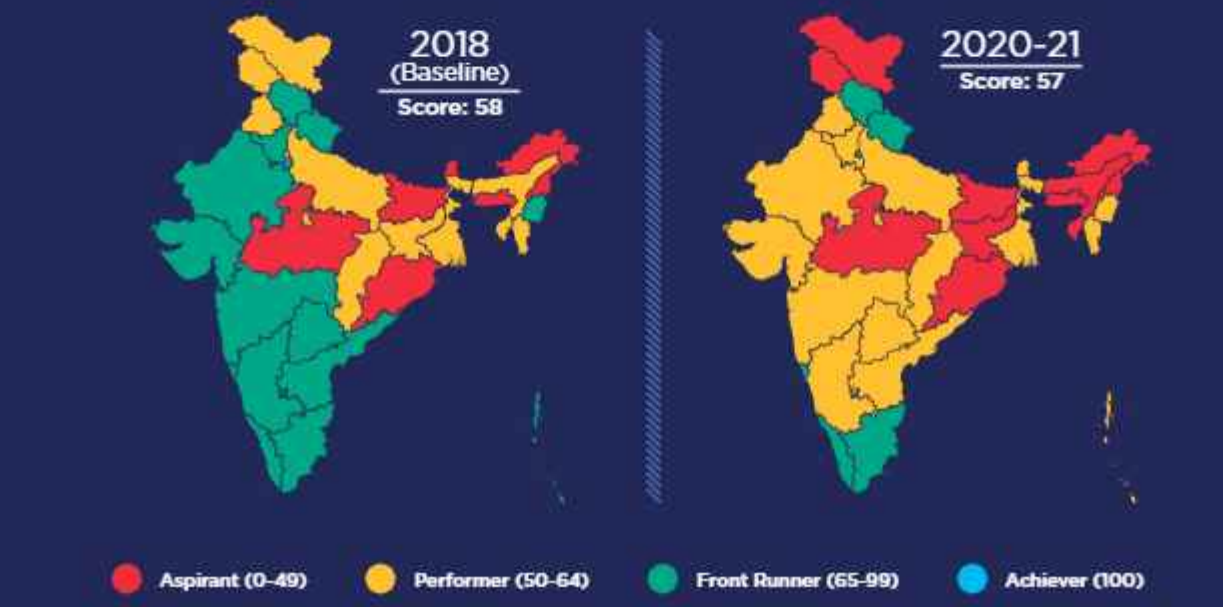 2018
(Baseline)
Score: 58
2020-21
Score: 57
Aspirant (0-49)
Performer (50-64)
Front Runner (65-99)
Achiever (100)